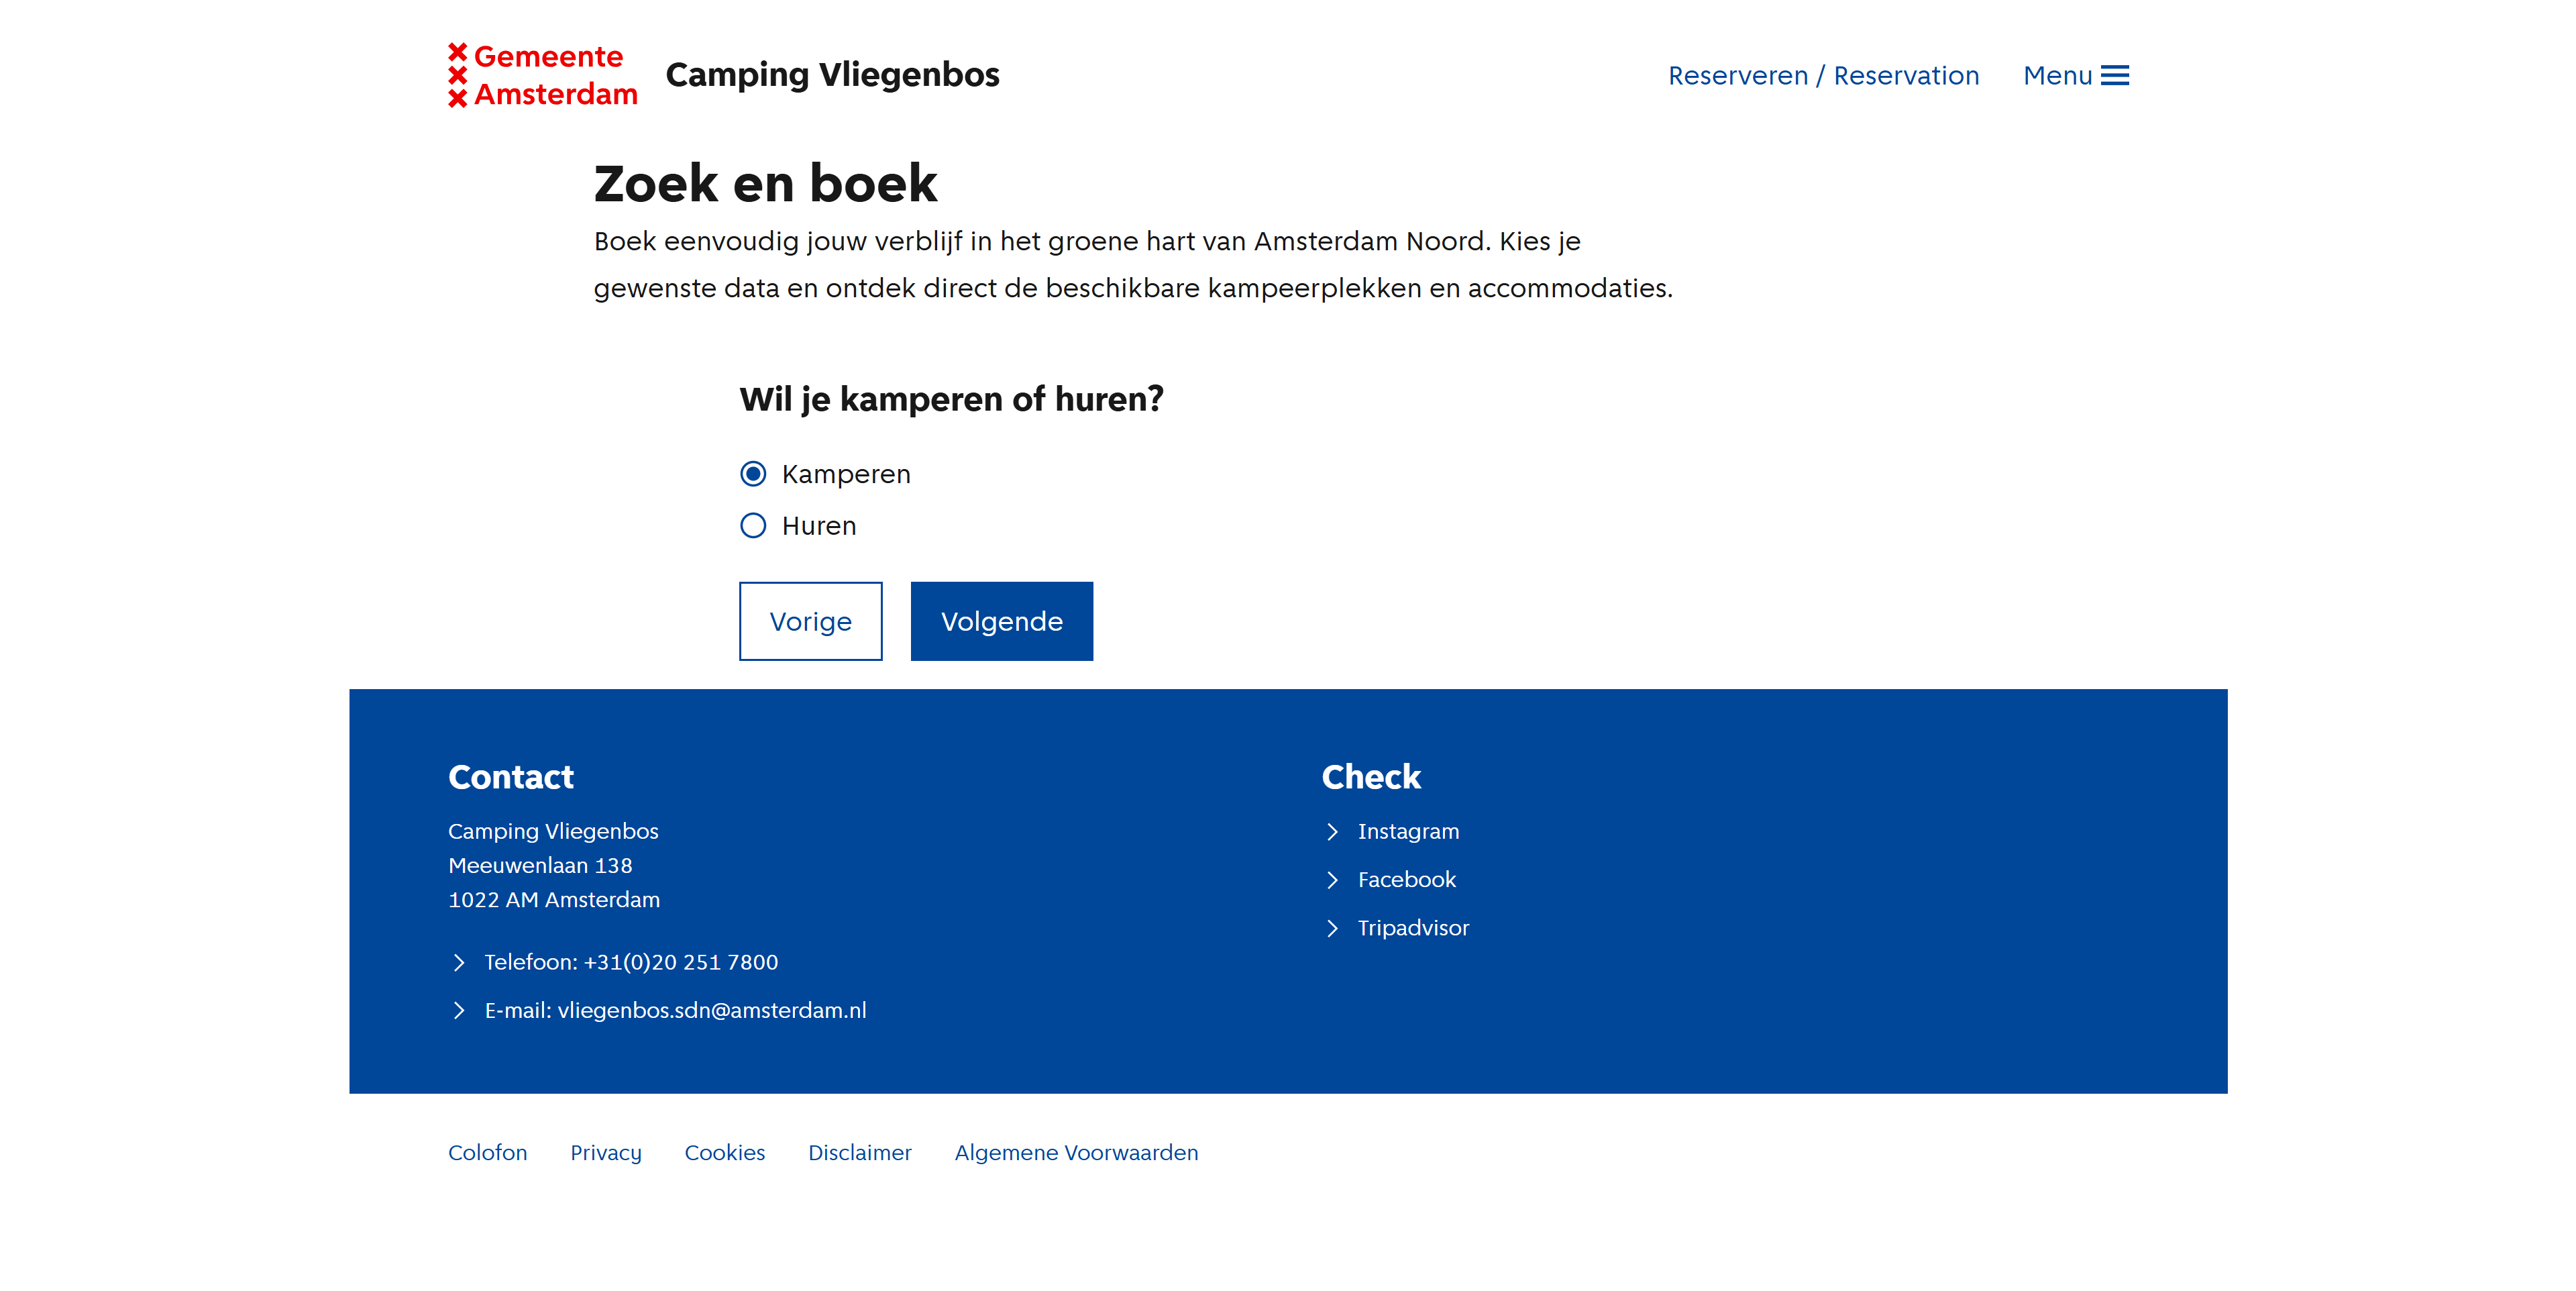 Gemeente
Amsterdam
Camping Vliegenbos
Reserveren / Reservation
Menu
Zoek en boek
Boek eenvoudig jouw verblijf in het groene hart van Amsterdam Noord. Kies je
gewenste data en ontdek direct de beschikbare kampeerplekken en accommodaties.
Wil je kamperen of huren?
Kamperen
Huren
Vorige
Volgende
Contact
Camping Vliegenbos
Meeuwenlaan 138
1022 AM Amsterdam
Telefoon: +31(0)20 251 7800
E-mail: vliegenbos.sdn@amsterdam.nl
Check
Instagram
Facebook
Tripadvisor
Colofon
Privacy
Cookies
Disclaimer
Algemene Voorwaarden